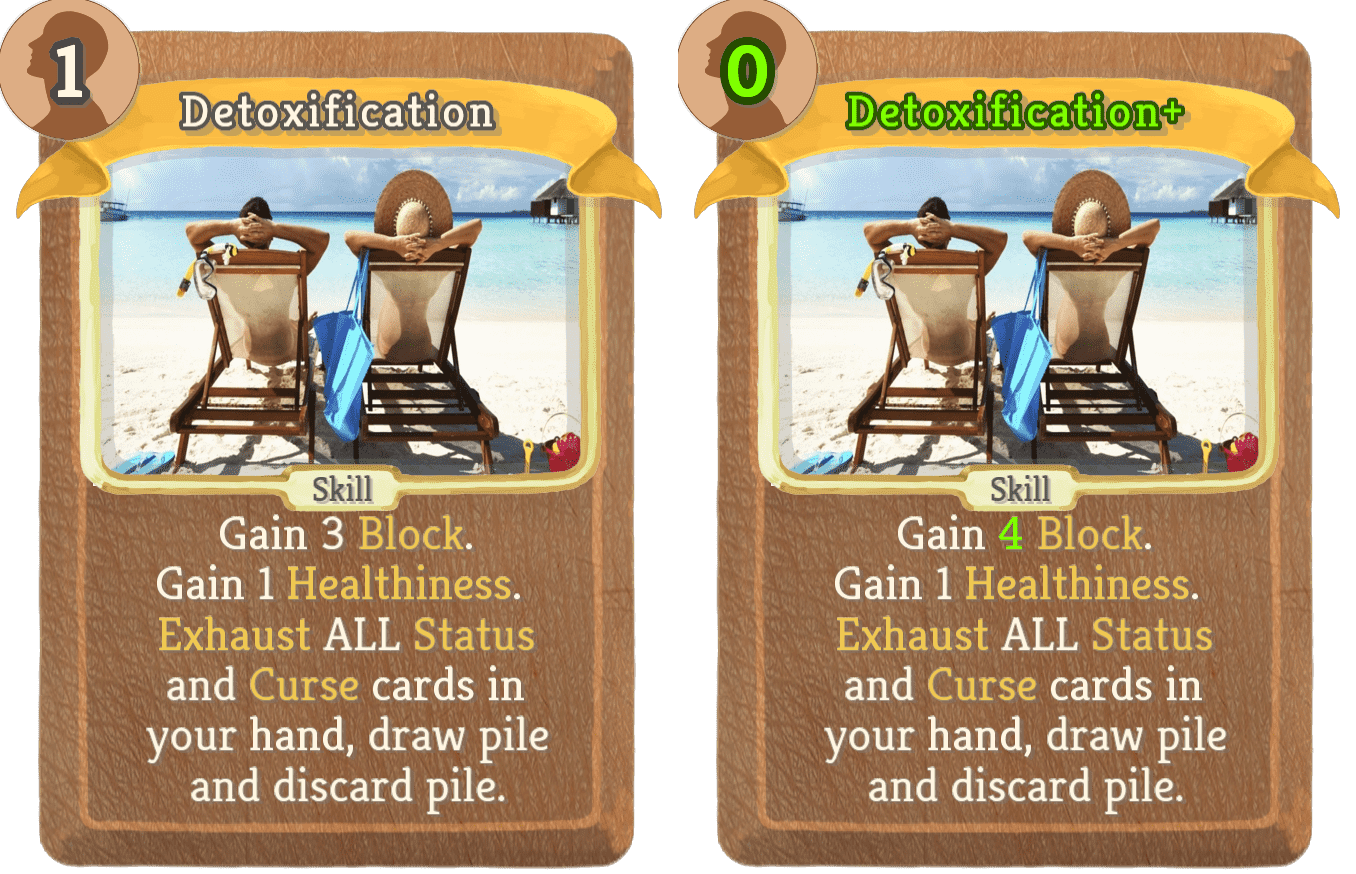 1
Detoxification
Skill
Gain 3 Block.
Gain 1 Healthiness.
Exhaust ALL Status
and Curse cards in
your hand, draw pile
and discard pile.
0
Detoxification+
Skill
Gain 4 Block.
Gain 1 Healthiness.
Exhaust ALL Status
and Curse cards in
your hand, draw pile
and discard pile.